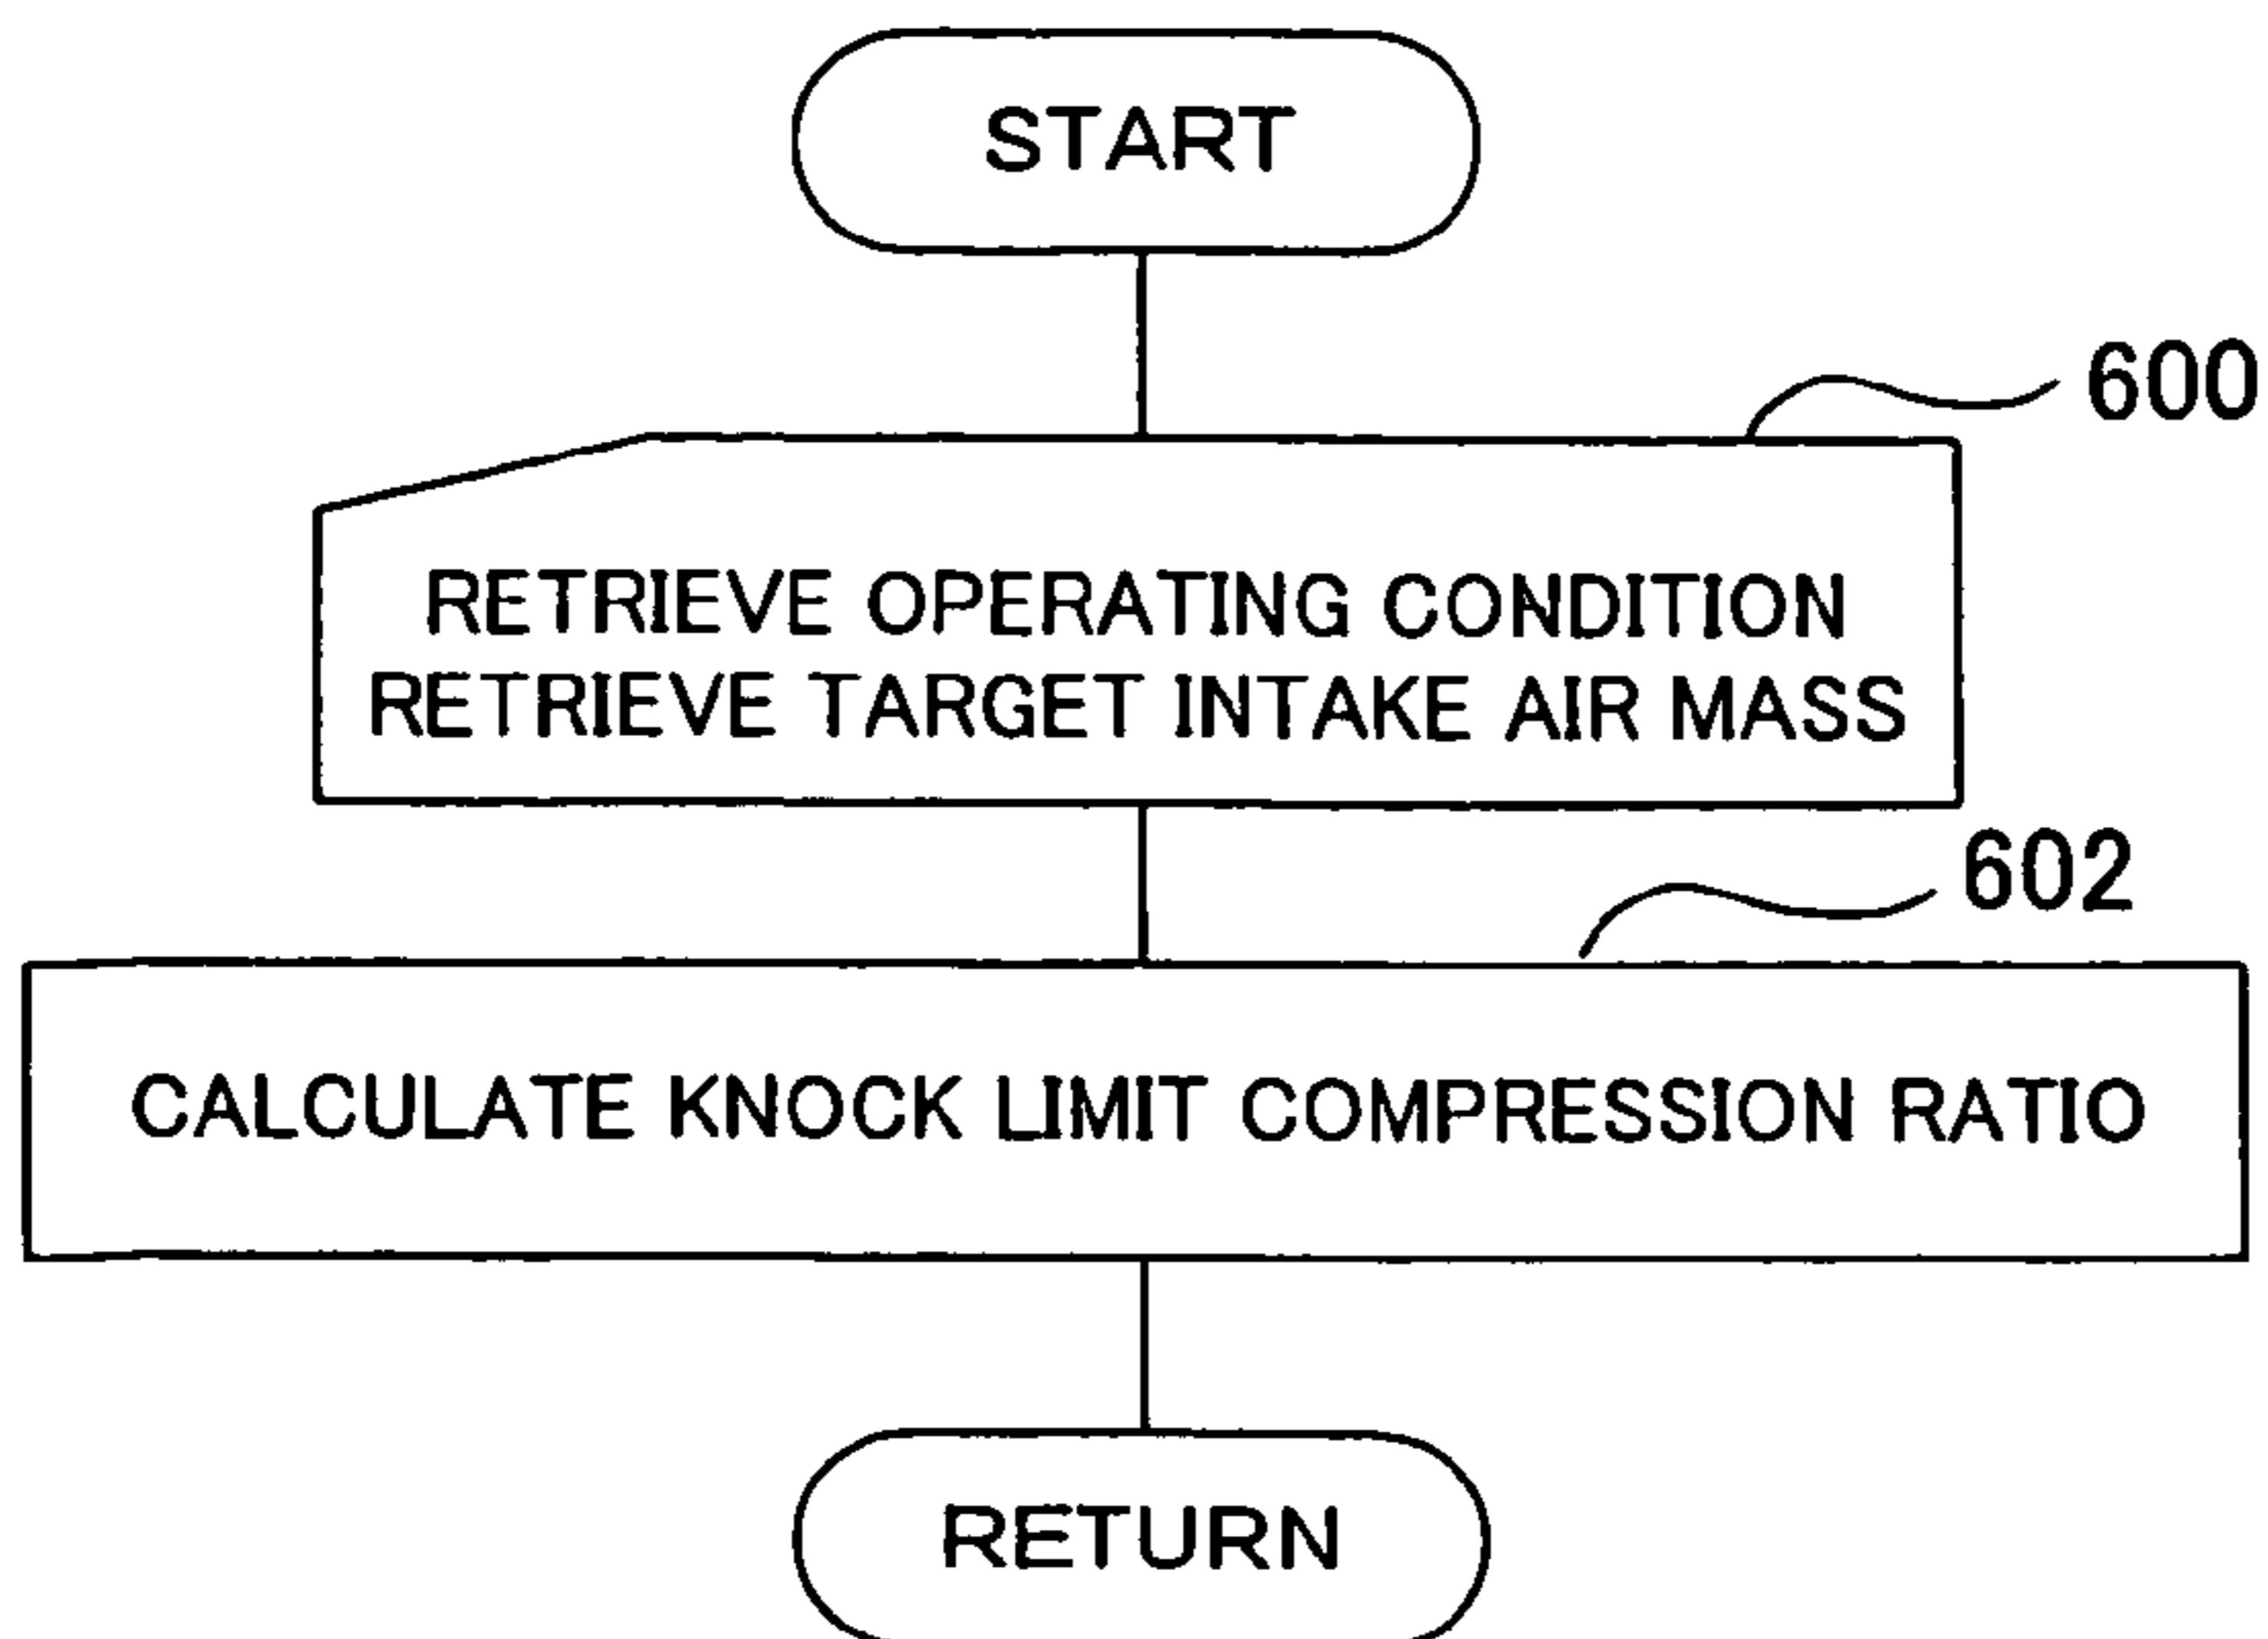 START
600
RETRIEVE OPERATING CONDITION
RETRIEVE TARGET INTAKE AIR MASS
602
CALCULATE KNOCK LIMIT COMPRESSION RATIO
RETURN